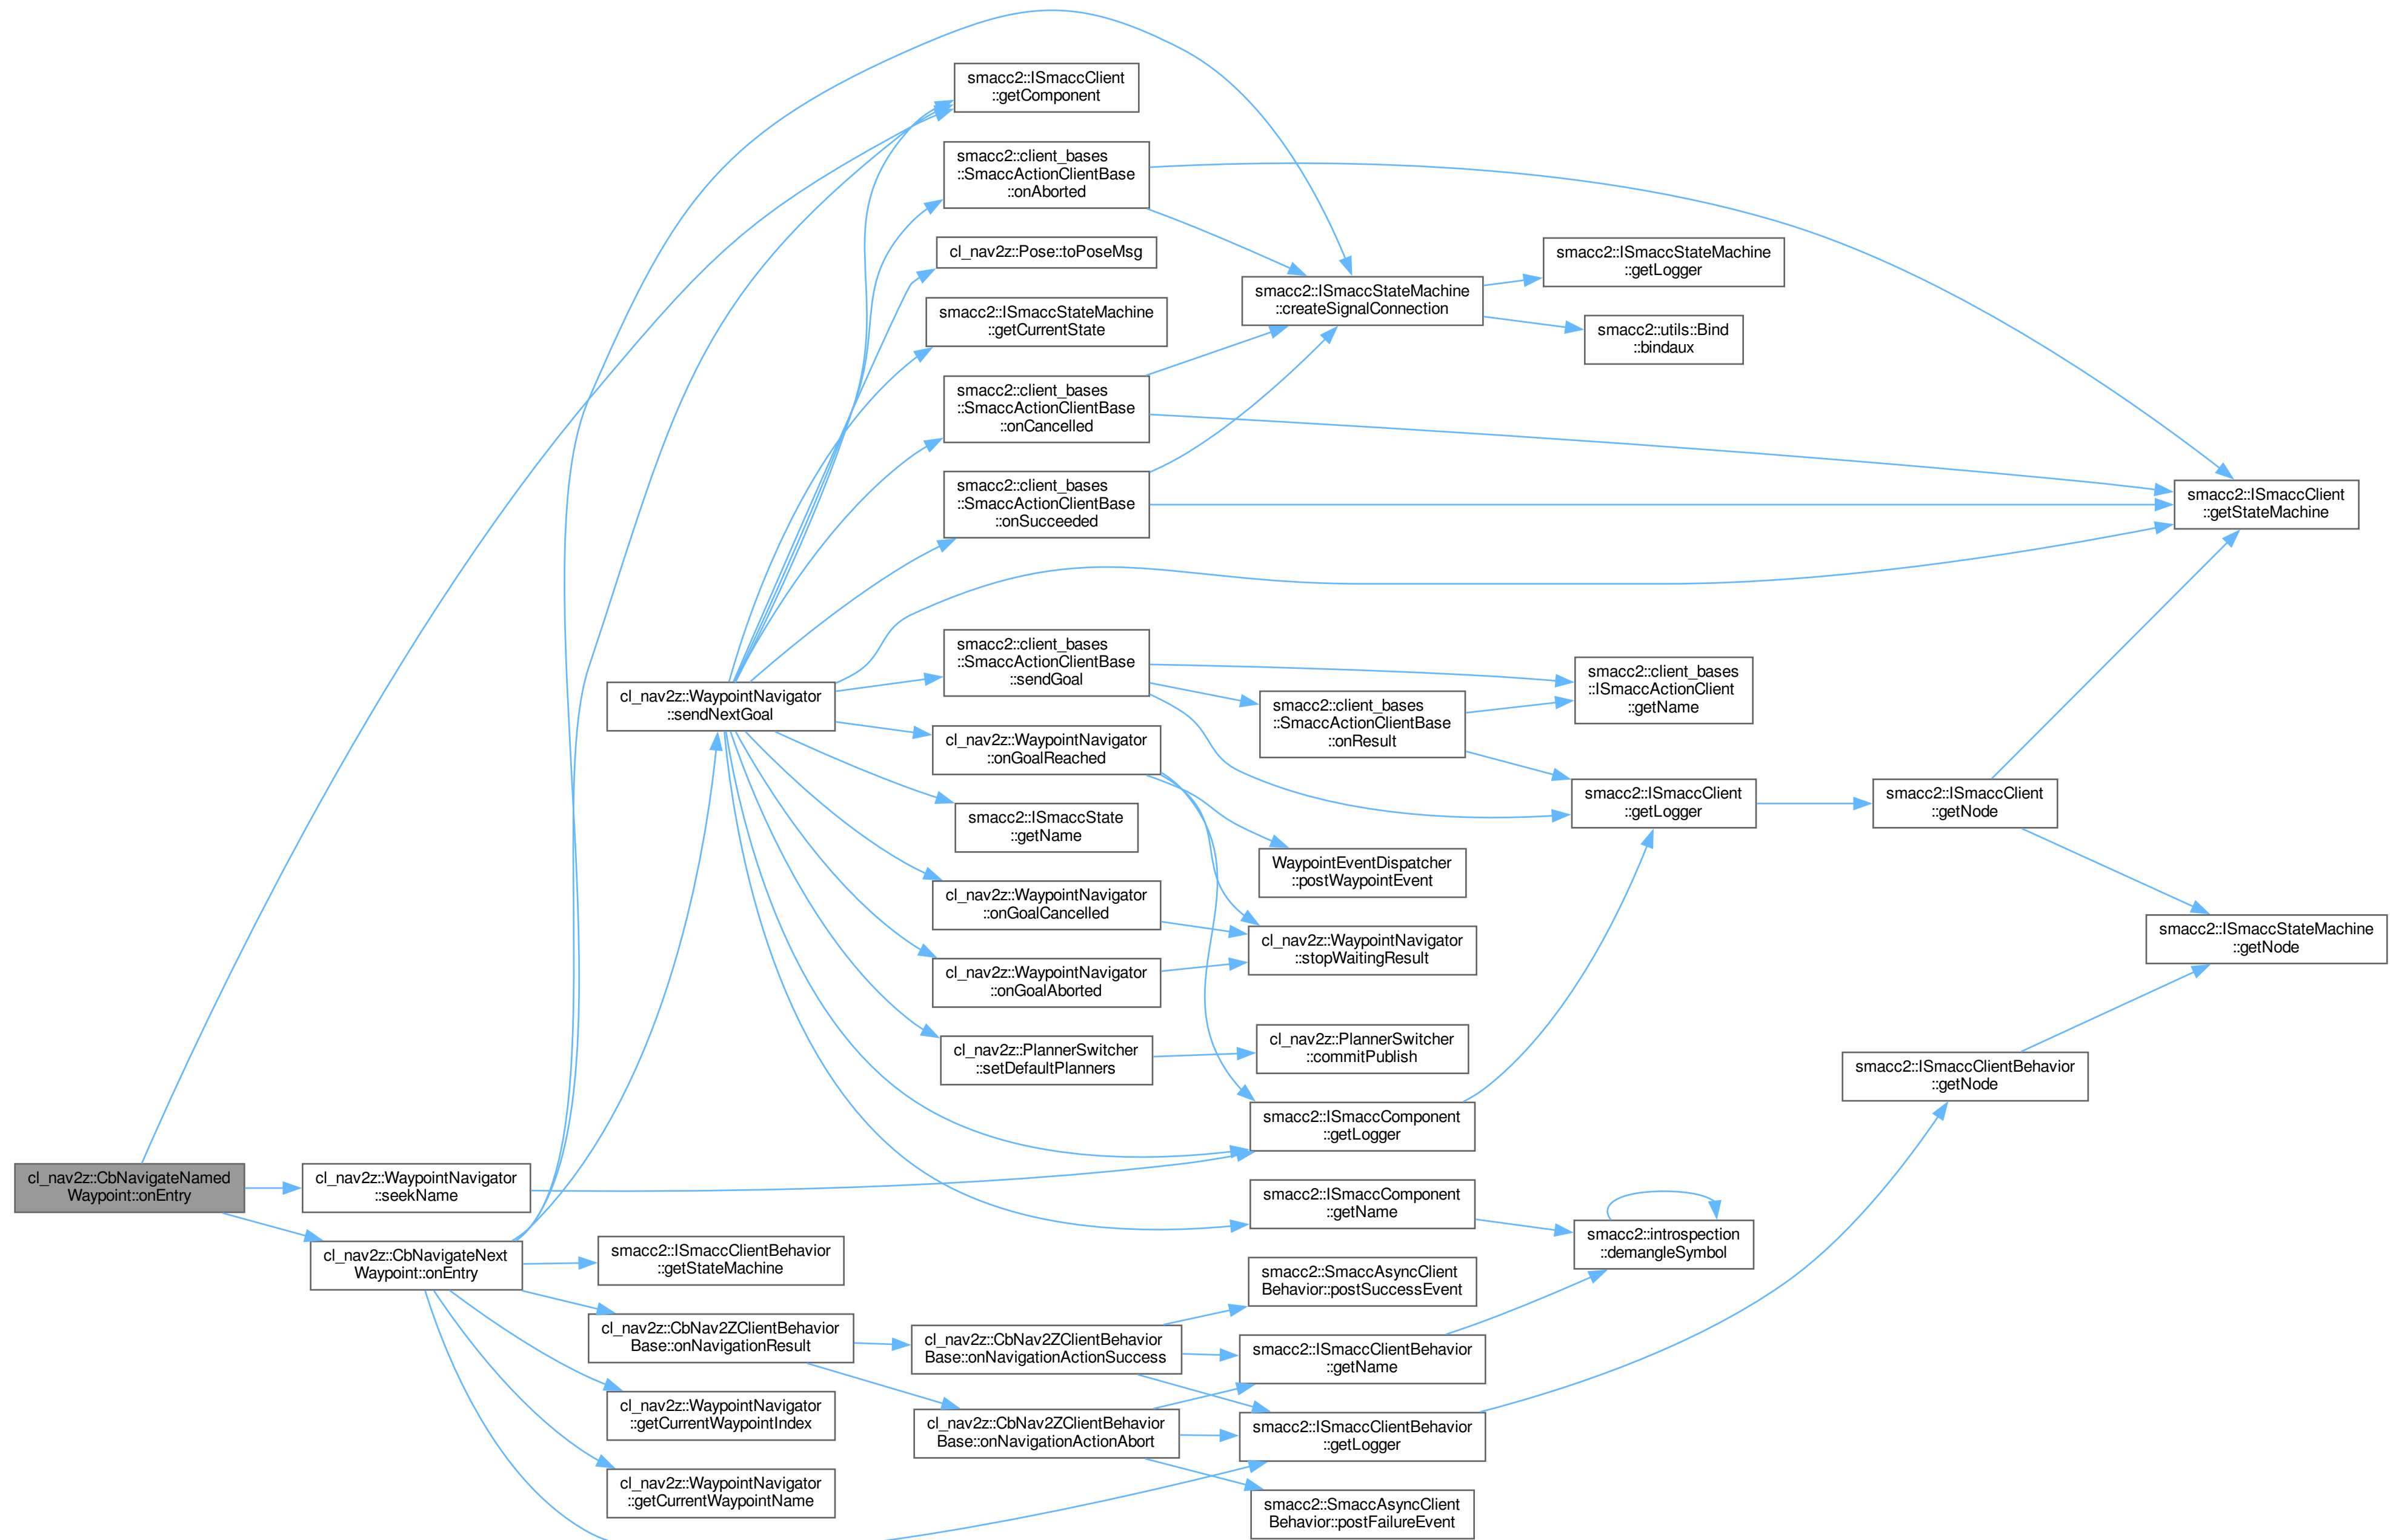 smacc2::ISmaccClient
::getComponent
smacc2::client_bases
::SmaccActionClientBase
::onAborted
cl_nav2z::Pose::toPoseMsg
smacc2::ISmaccStateMachine
::getLogger
smacc2::ISmaccStateMachine
::createSignalConnection
smacc2::ISmaccStateMachine
::getCurrentState
smacc2::utils::Bind
::bindaux
smacc2::client_bases
::SmaccActionClientBase
::onCancelled
smacc2::client_bases
::SmaccActionClientBase
::onSucceeded
smacc2::ISmaccClient
::getStateMachine
smacc2::client_bases
::SmaccActionClientBase
::sendGoal
smacc2::client_bases
::ISmaccActionClient
::getName
cl_nav2z::WaypointNavigator
::sendNextGoal
smacc2::client_bases
::SmaccActionClientBase
::onResult
cl_nav2z::WaypointNavigator
::onGoalReached
smacc2::ISmaccClient
::getLogger
smacc2::ISmaccClient
::getNode
smacc2::ISmaccState
::getName
WaypointEventDispatcher
::postWaypointEvent
cl_nav2z::WaypointNavigator
::onGoalCancelled
cl_nav2z::WaypointNavigator
::stopWaitingResult
smacc2::ISmaccStateMachine
::getNode
cl_nav2z::WaypointNavigator
::onGoalAborted
cl_nav2z::PlannerSwitcher
::setDefaultPlanners
cl_nav2z::PlannerSwitcher
::commitPublish
smacc2::ISmaccClientBehavior
::getNode
smacc2::ISmaccComponent
::getLogger
cl_nav2z::CbNavigateNamed
Waypoint::onEntry
cl_nav2z::WaypointNavigator
::seekName
smacc2::ISmaccComponent
::getName
smacc2::introspection
::demangleSymbol
cl_nav2z::CbNavigateNext
Waypoint::onEntry
smacc2::ISmaccClientBehavior
::getStateMachine
smacc2::SmaccAsyncClient
Behavior::postSuccessEvent
cl_nav2z::CbNav2ZClientBehavior
Base::onNavigationResult
cl_nav2z::CbNav2ZClientBehavior
Base::onNavigationActionSuccess
smacc2::ISmaccClientBehavior
::getName
cl_nav2z::WaypointNavigator
::getCurrentWaypointIndex
cl_nav2z::CbNav2ZClientBehavior
Base::onNavigationActionAbort
smacc2::ISmaccClientBehavior
::getLogger
cl_nav2z::WaypointNavigator
::getCurrentWaypointName
smacc2::SmaccAsyncClient
Behavior::postFailureEvent